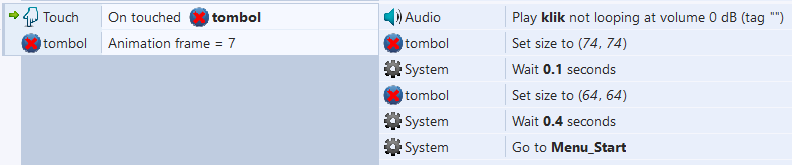 Touch On touched tombol
tombol Animation frame = 7
Audio Play klik not looping at volume 0 dB (tag "")
tombol Set size to (74, 74)
System Wait 0.1 seconds
tombol Set size to (64, 64)
System Wait 0.4 seconds
System Go to Menu_Start